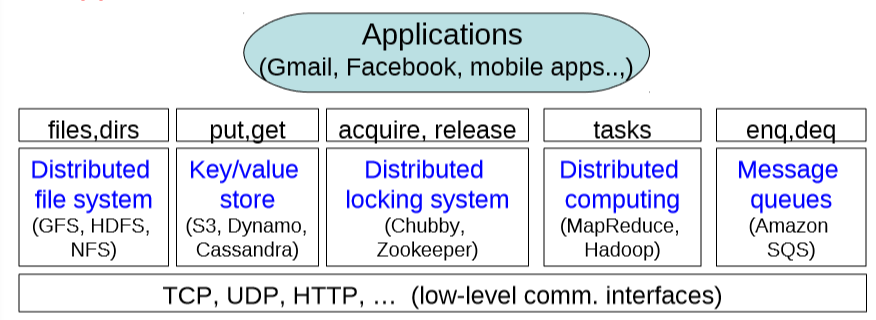 Applications
(Gmail, Facebook, mobile apps..,)
files,dirs
put,get
acquire, release
tasks
enq,deq
Distributed
file system
(GFS, HDFS,
NFS)
Key/value
store
(S3, Dynamo,
Cassandra)
Distributed
locking system
(Chubby,
Zookeeper)
Distributed
computing
(MapReduce,
Hadoop)
Message
queues
(Amazon
SQS)
TCP, UDP, HTTP, … (low-level comm. interfaces)